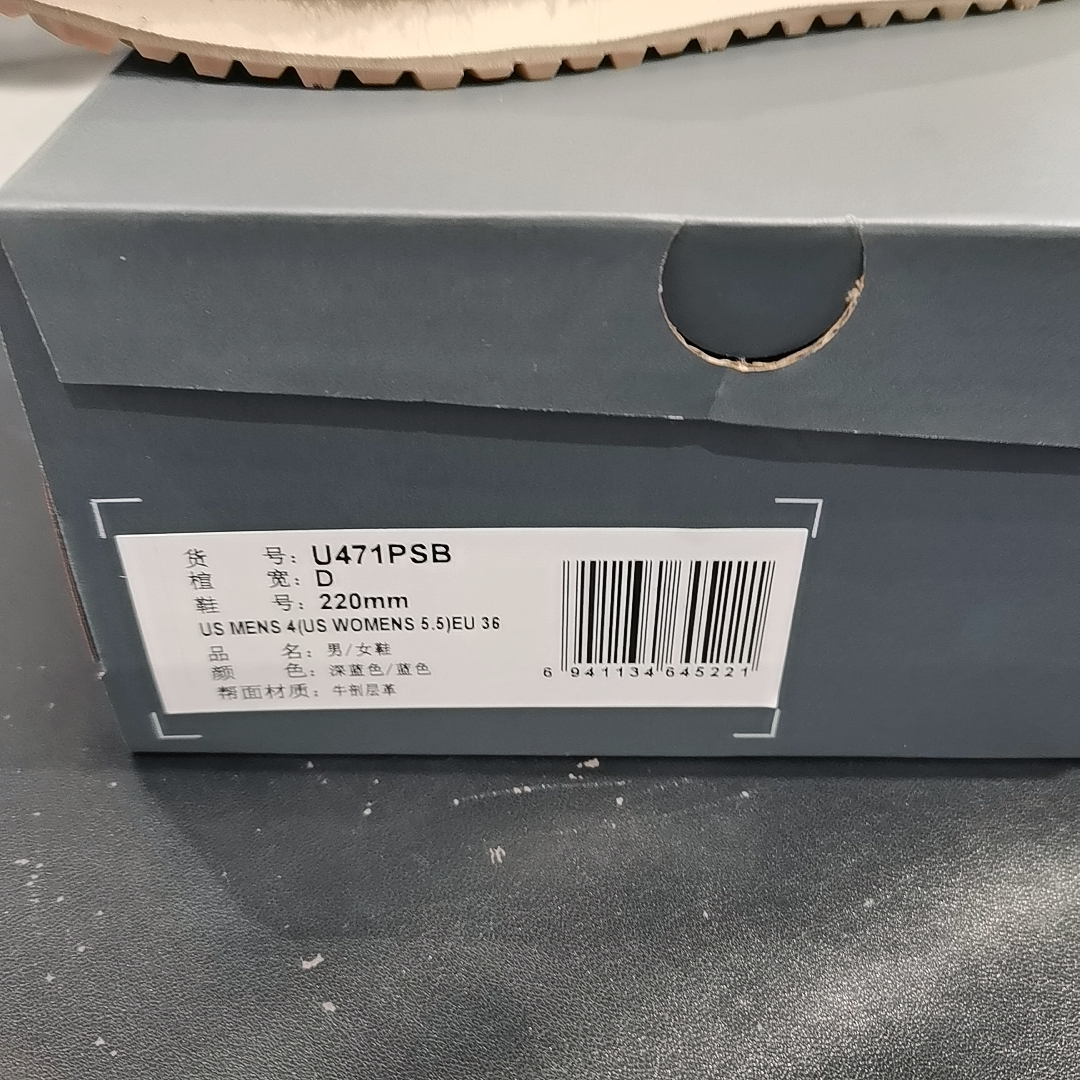 货 号: U471PSB
楦 宽: D
鞋 号: 220mm
US MENS 4(US WOMENS 5.5)EU 36
品 名: 男/女鞋
颜 色: 深蓝色/蓝色
帮面材质: 牛剖层革
6 941134 645221